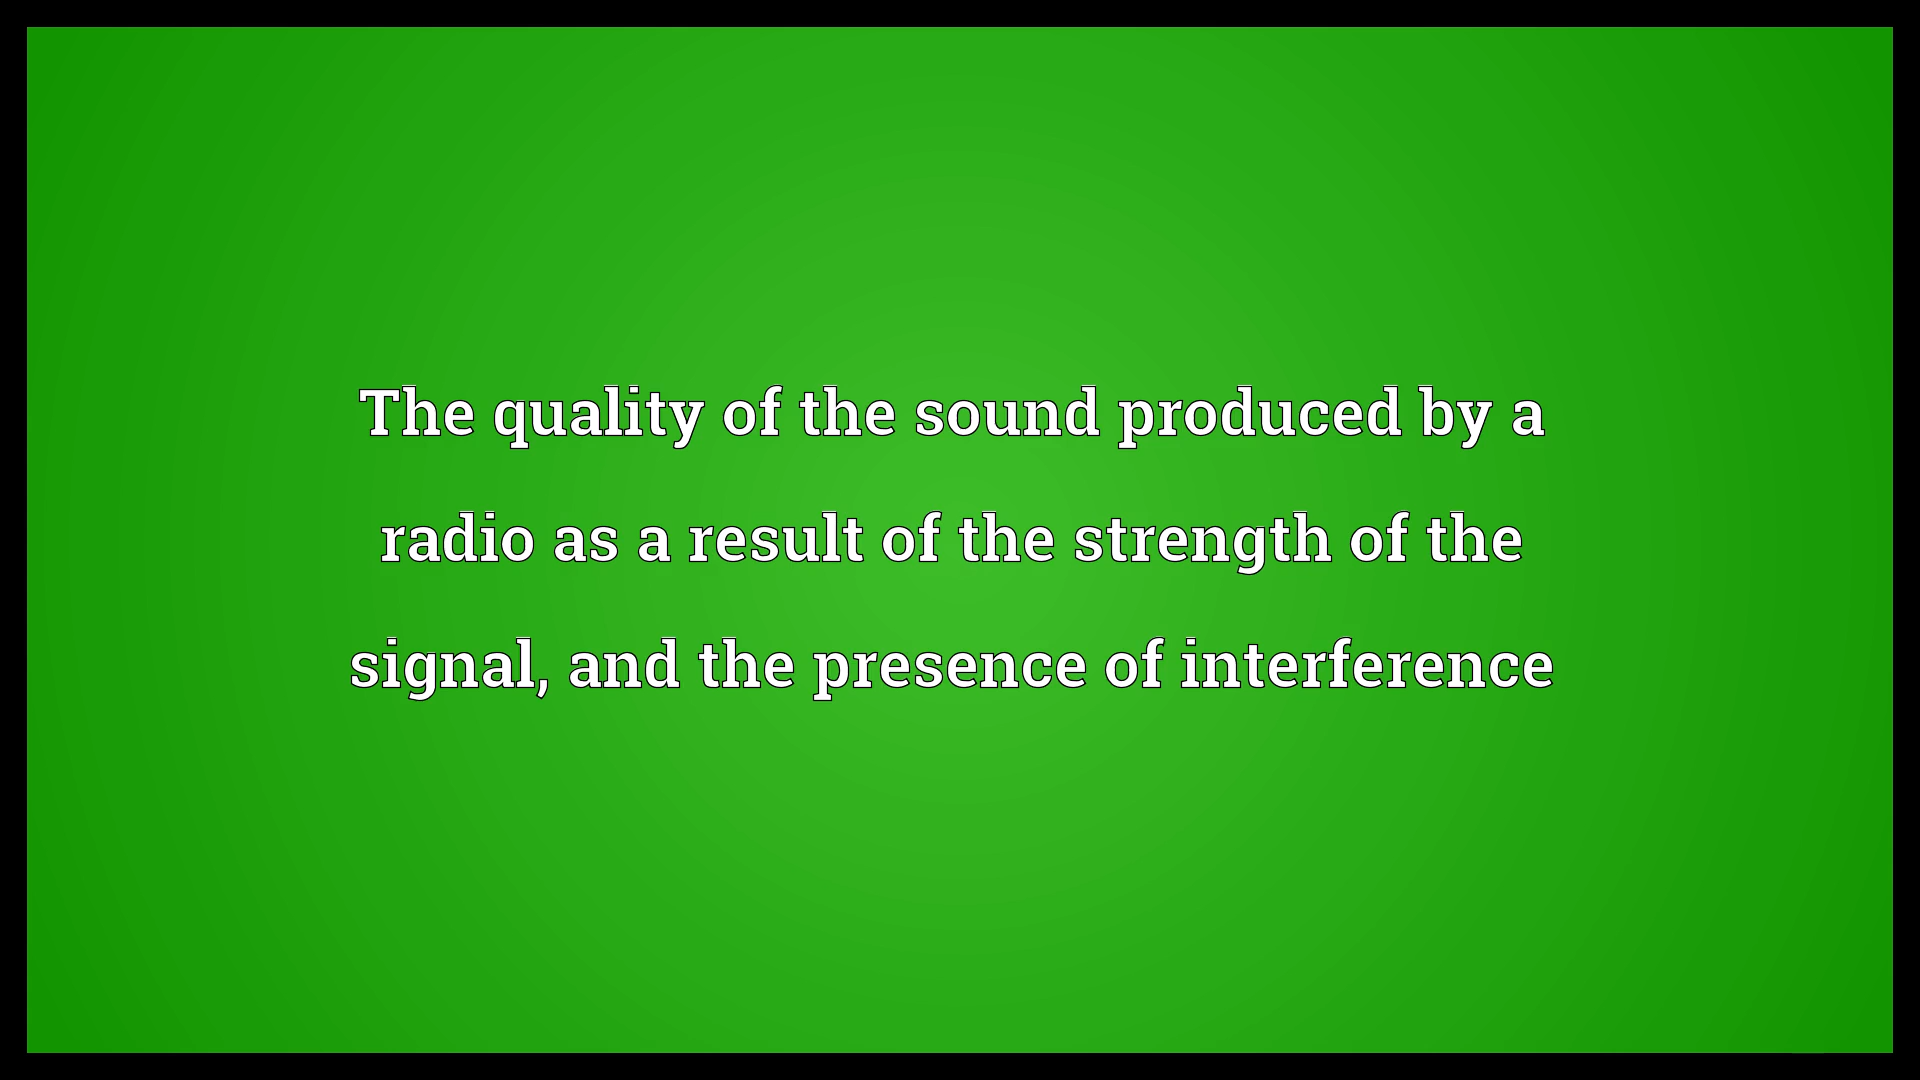 The quality of the sound produced by a
radio as a result of the strength of the
signal, and the presence of interference